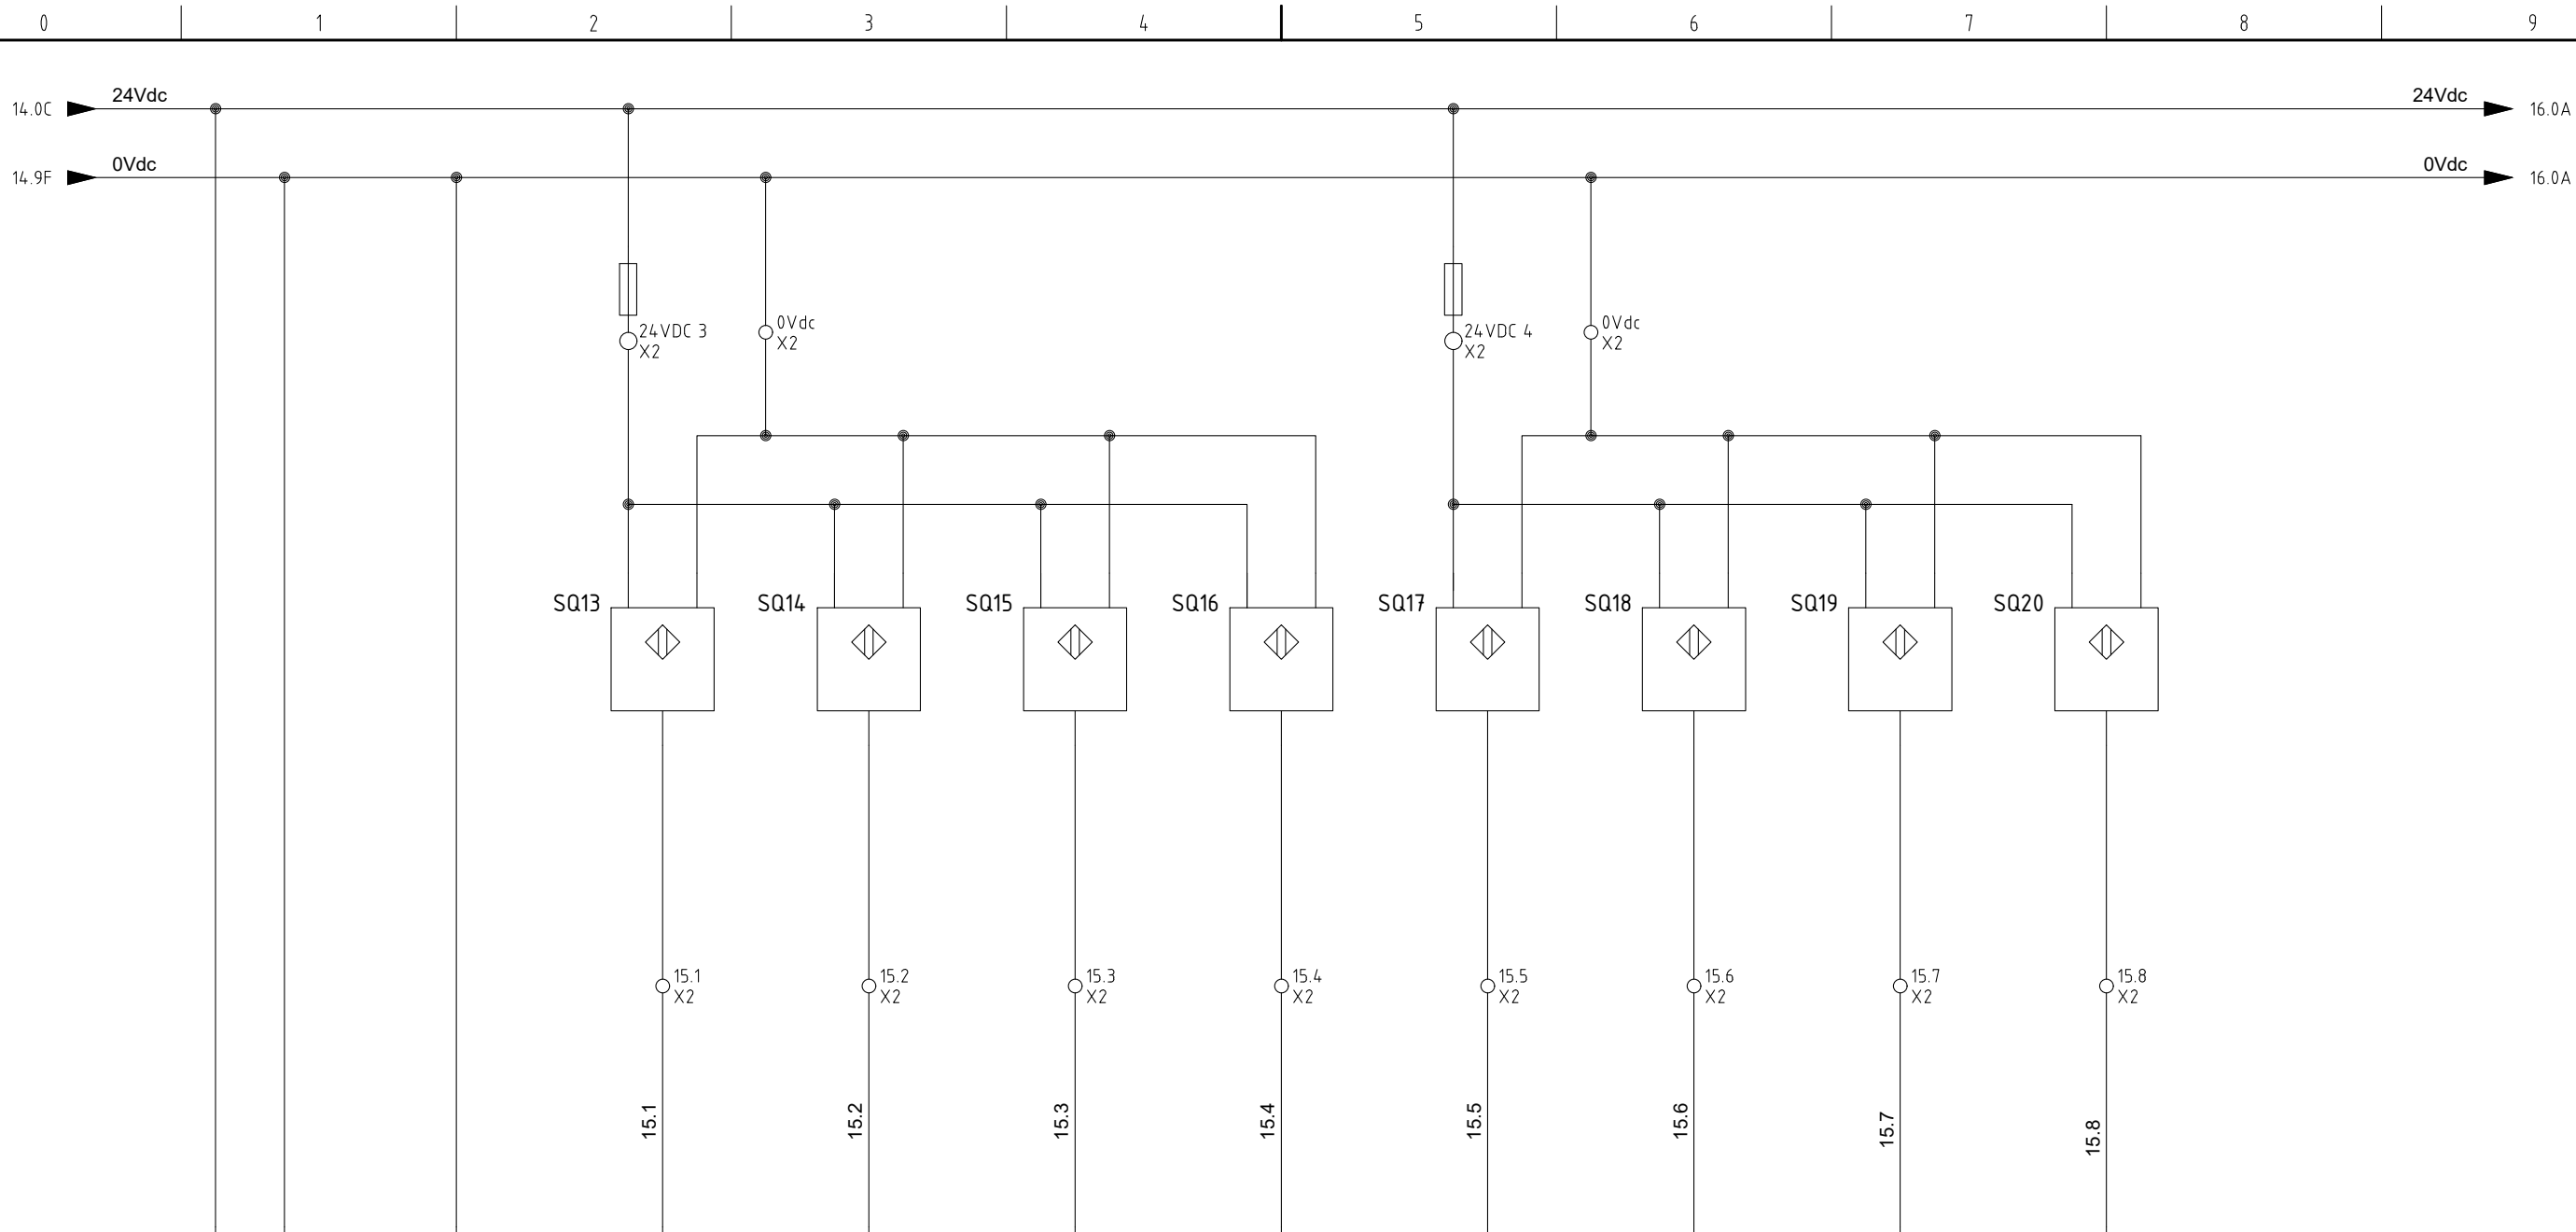 0 1 2 3 4 5 6 7 8 9
14.0C 24Vdc 24Vdc 16.0A
14.9F 0Vdc 0Vdc 16.0A
24VDC 3 0Vdc 24VDC 4 0Vdc
X2 X2 X2 X2
SQ13 SQ14 SQ15 SQ16 SQ17 SQ18 SQ19 SQ20
15.1 15.2 15.3 15.4 15.5 15.6 15.7 15.8
X2 X2 X2 X2 X2 X2 X2 X2
15.1 15.2 15.3 15.4 15.5 15.6 15.7 15.8